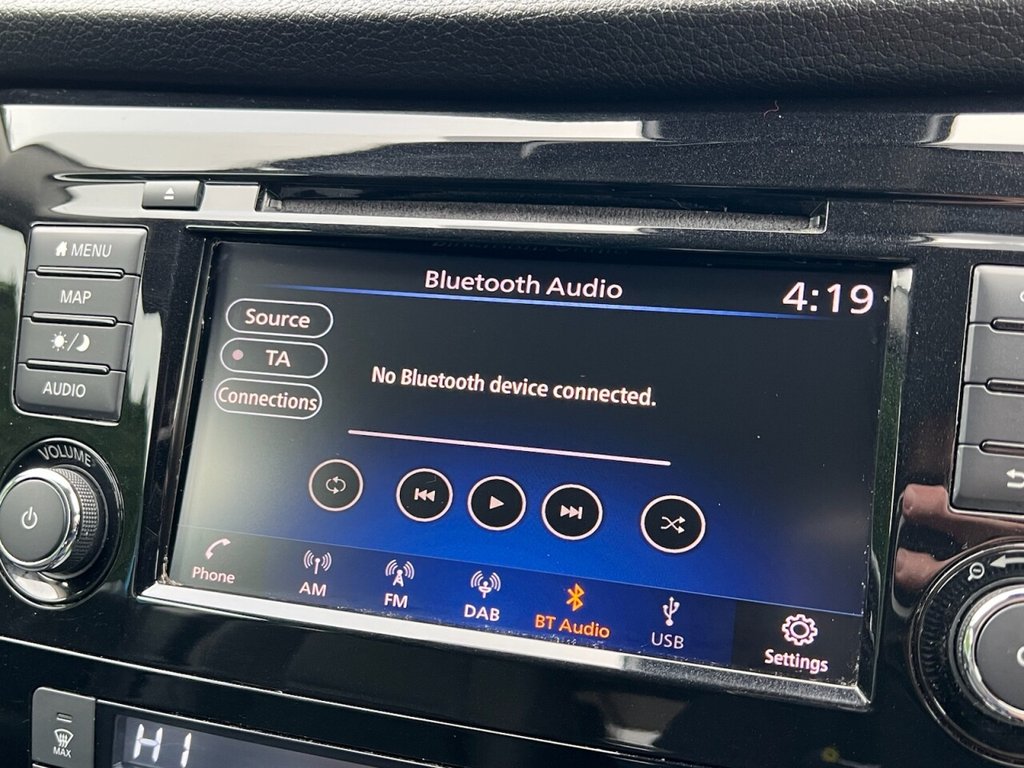 MENU
MAP
AUDIO
VOLUME
Bluetooth Audio
4:19
Source
TA
Connections
No Bluetooth device connected.
Phone
AM
FM
DAB
BT Audio
USB
Settings
MAX
HI